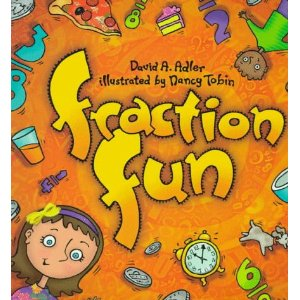 David A. Adler
illustrated by Nancy Tobin
fraction
fun